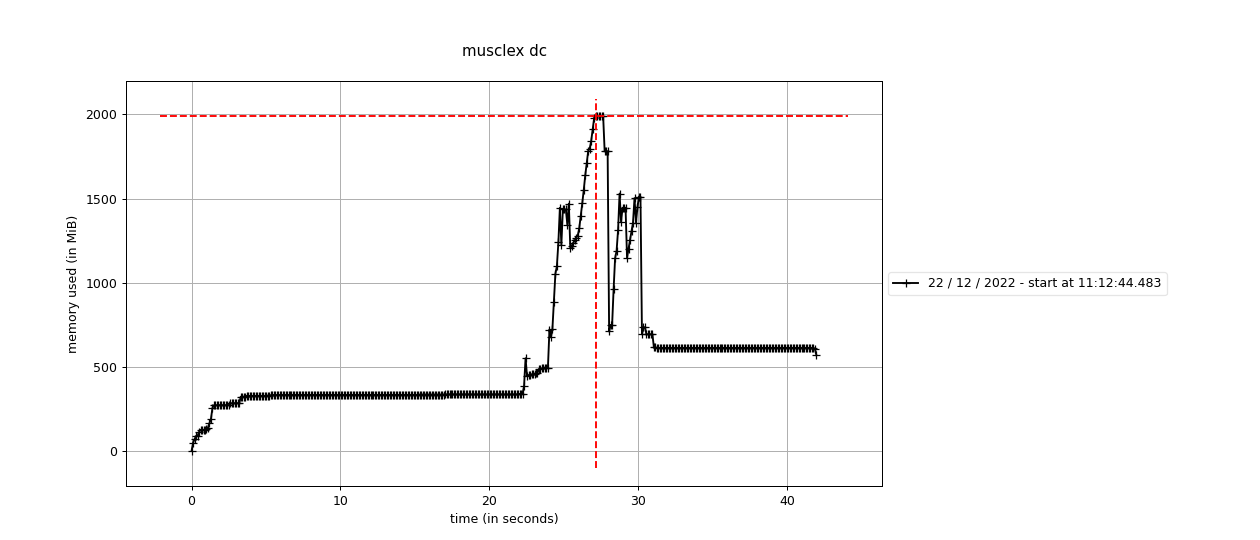 musclex dc
memory used (in MiB)
2000
1500
1000
500
0
0 10 20 30 40
time (in seconds)
22 / 12 / 2022 - start at 11:12:44.483